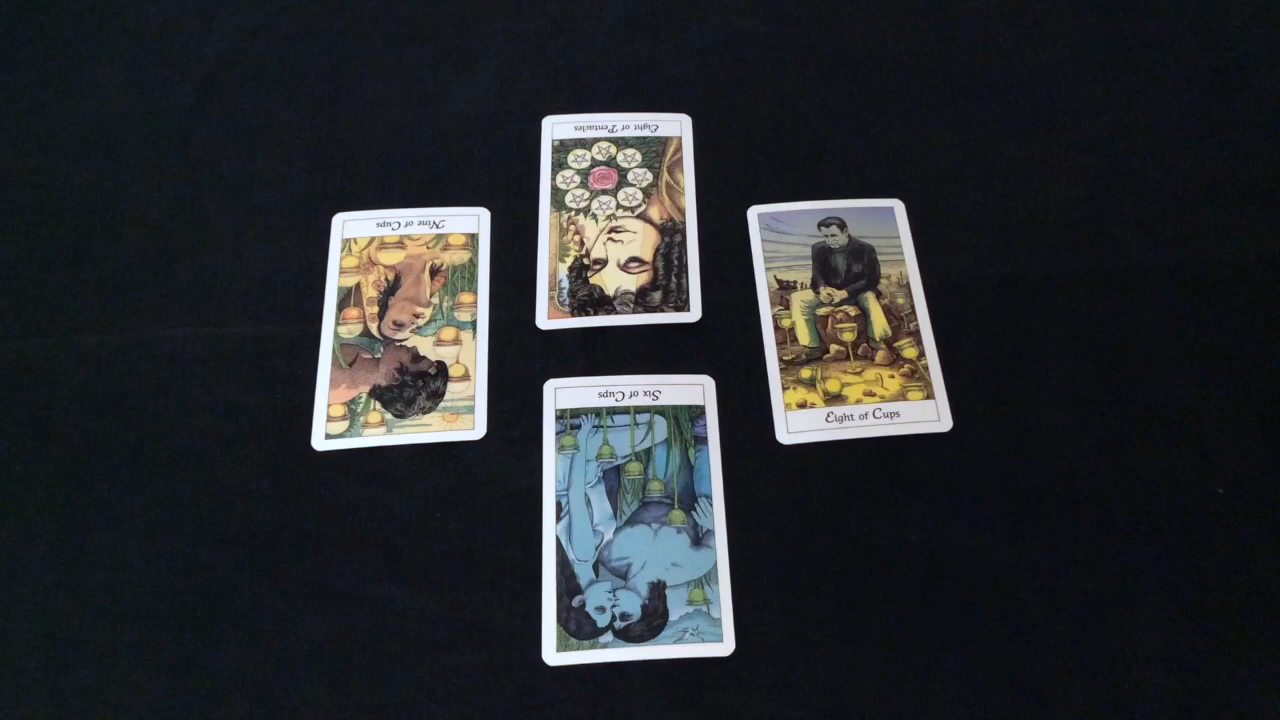 Eight of Pentacles
Nine of Cups
Eight of Cups
Six of Cups